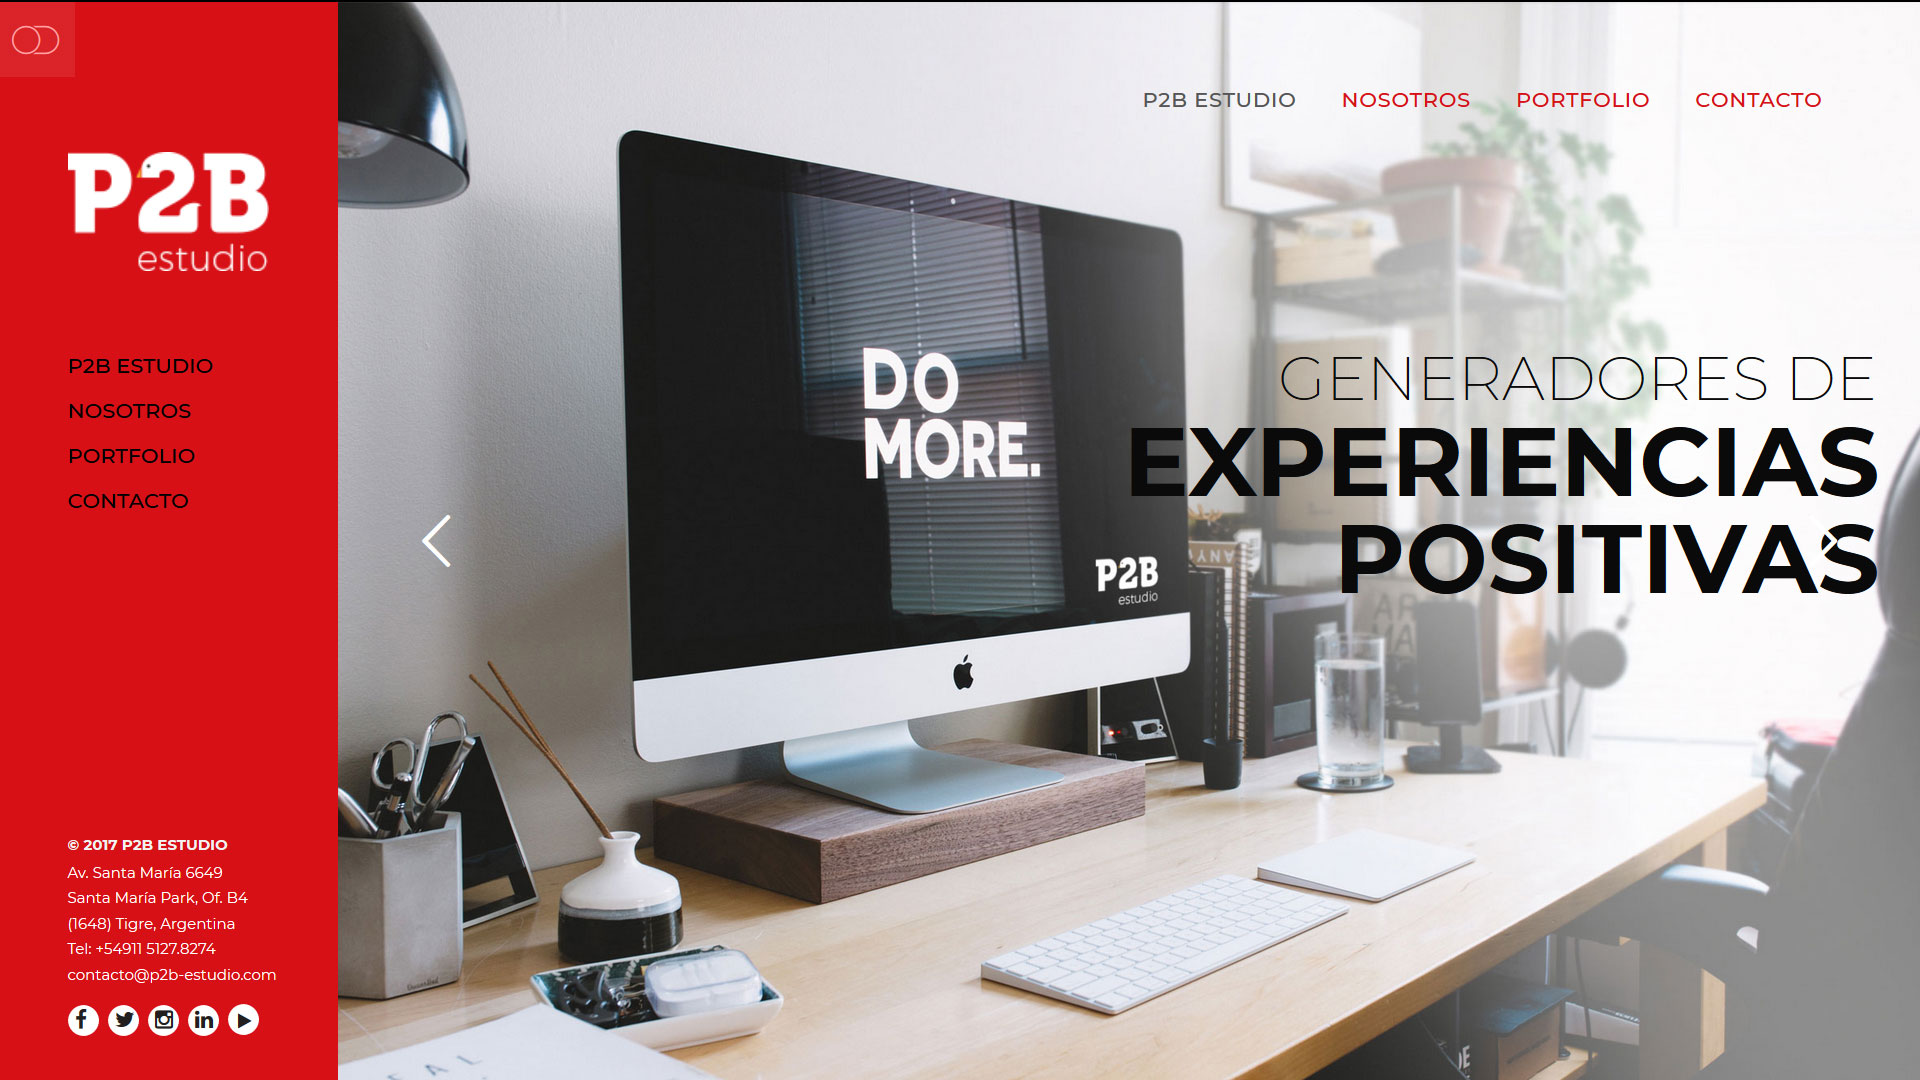 P2B
estudio
P2B ESTUDIO
NOSOTROS
PORTFOLIO
CONTACTO
© 2017 P2B ESTUDIO
Av. Santa María 6649
Santa María Park, Of. B4
(1648) Tigre, Argentina
Tel: +54911 5127.8274
contacto@p2b-estudio.com
P2B ESTUDIO
NOSOTROS
PORTFOLIO
CONTACTO
GENERADORES DE
EXPERIENCIAS
POSITIVAS
DO
MORE.
P2B
estudio
ANY